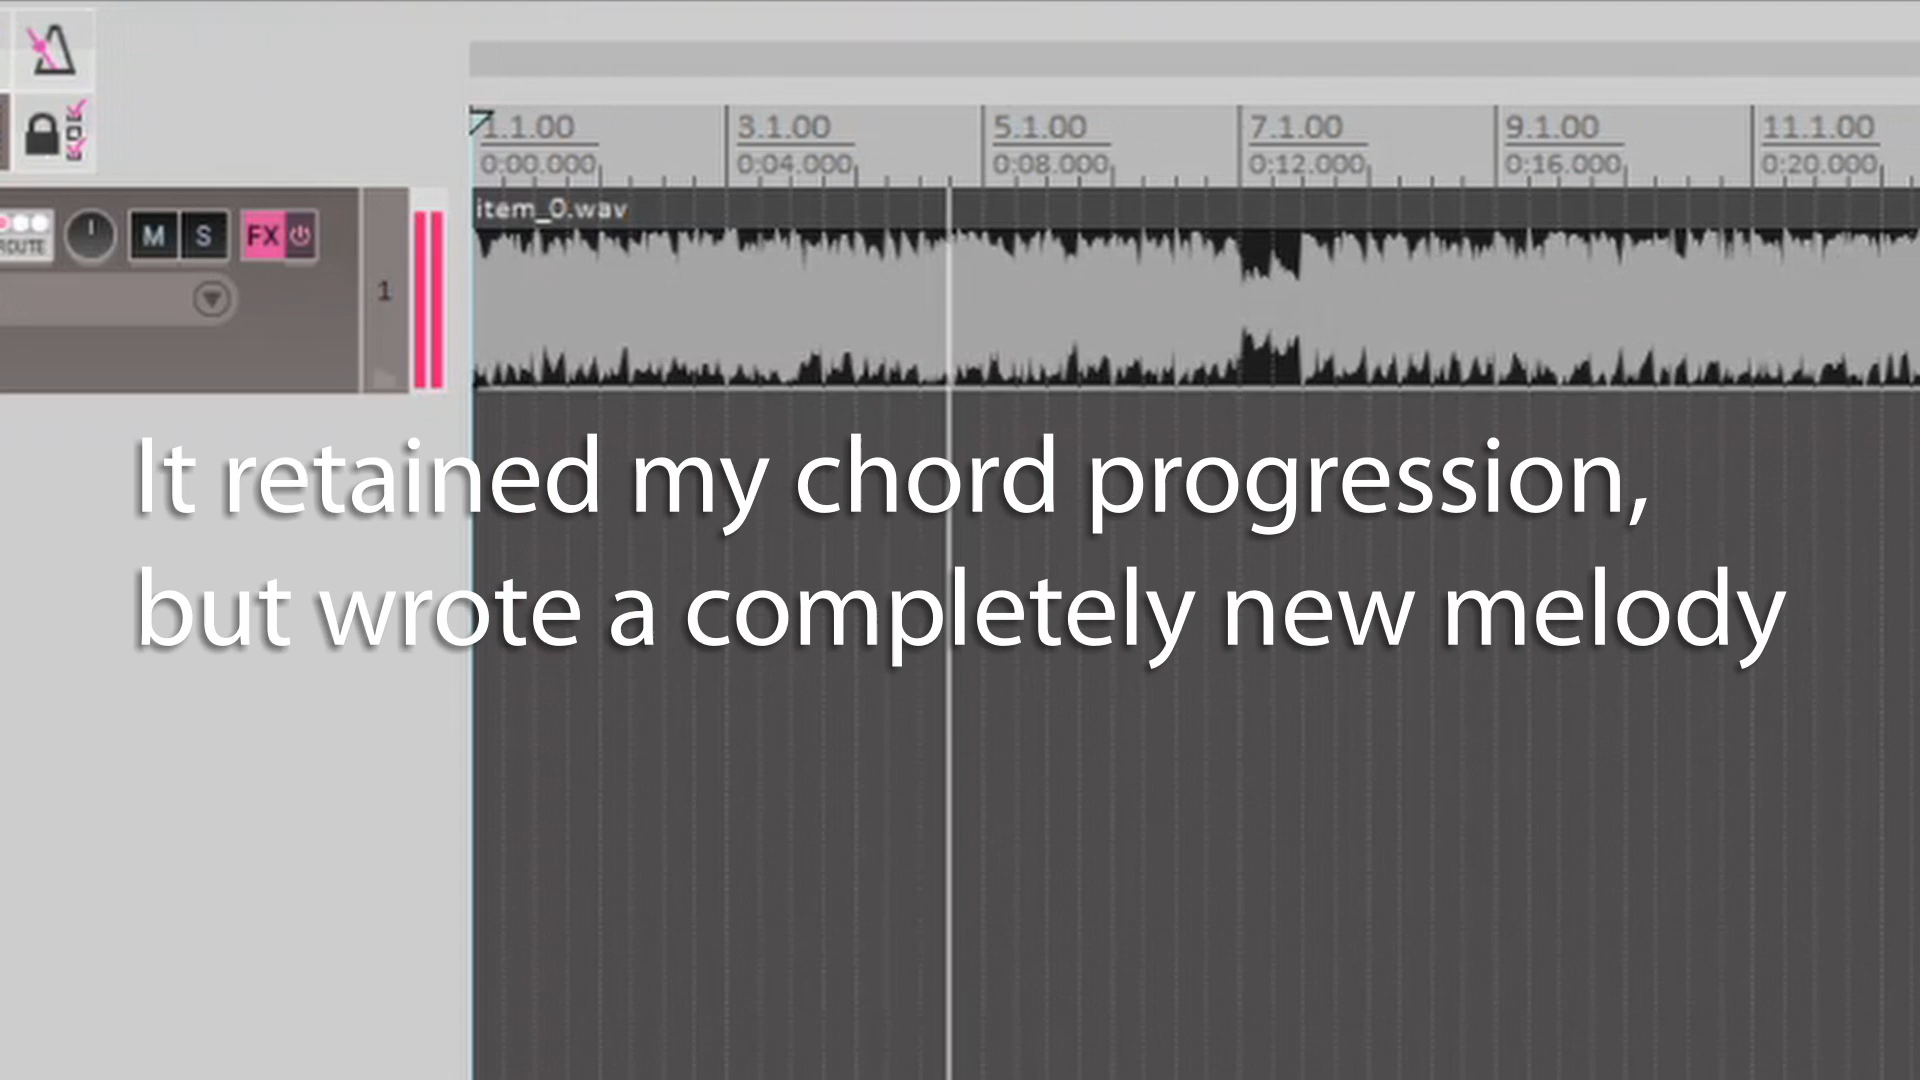 1.1.00 3.1.00 5.1.00 7.1.00 9.1.00 11.1.00
0:00.000 0:04.000 0:08.000 0:12.000 0:16.000 0:20.000
item_0.wav
ROUTE M S FX
1
It retained my chord progression,
but wrote a completely new melody